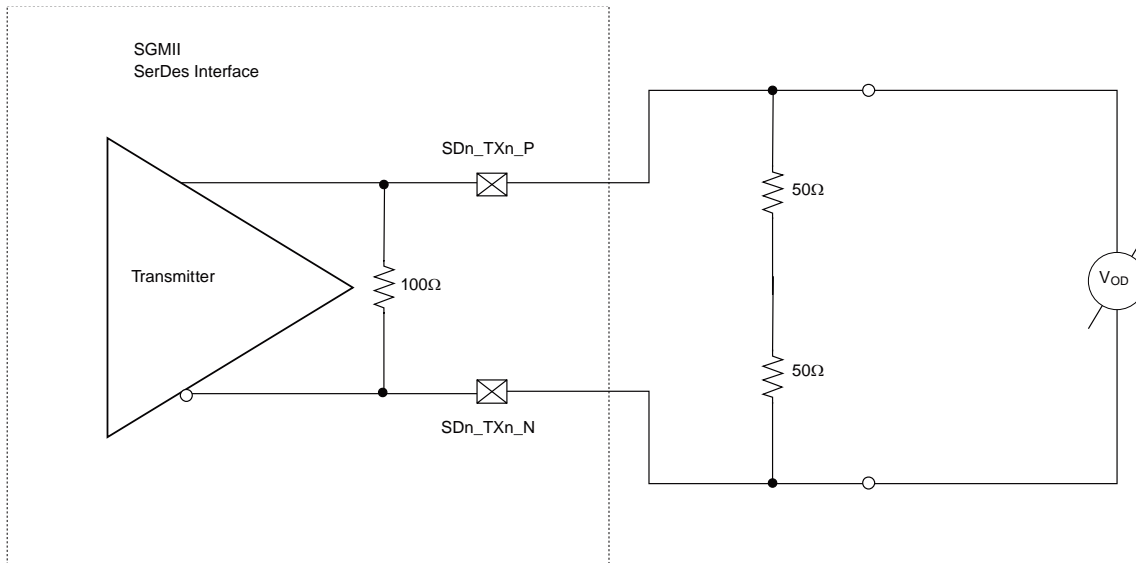 SGMII
SerDes Interface
SDn_TXn_P
50Ω
Transmitter
100Ω
VOD
50Ω
SDn_TXn_N